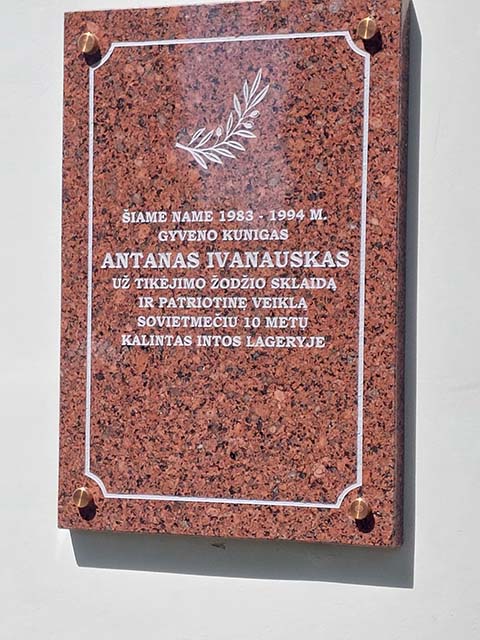 ŠIAME NAME 1983 - 1994 M.
GYVENO KUNIGAS
ANTANAS IVANAUSKAS
UŽ TIKĖJIMO ŽODŽIO SKLAIDĄ
IR PATRIOTINĘ VEIKLĄ
SOVIETMEČIU 10 METŲ
KALINTAS INTOS LAGERYJE